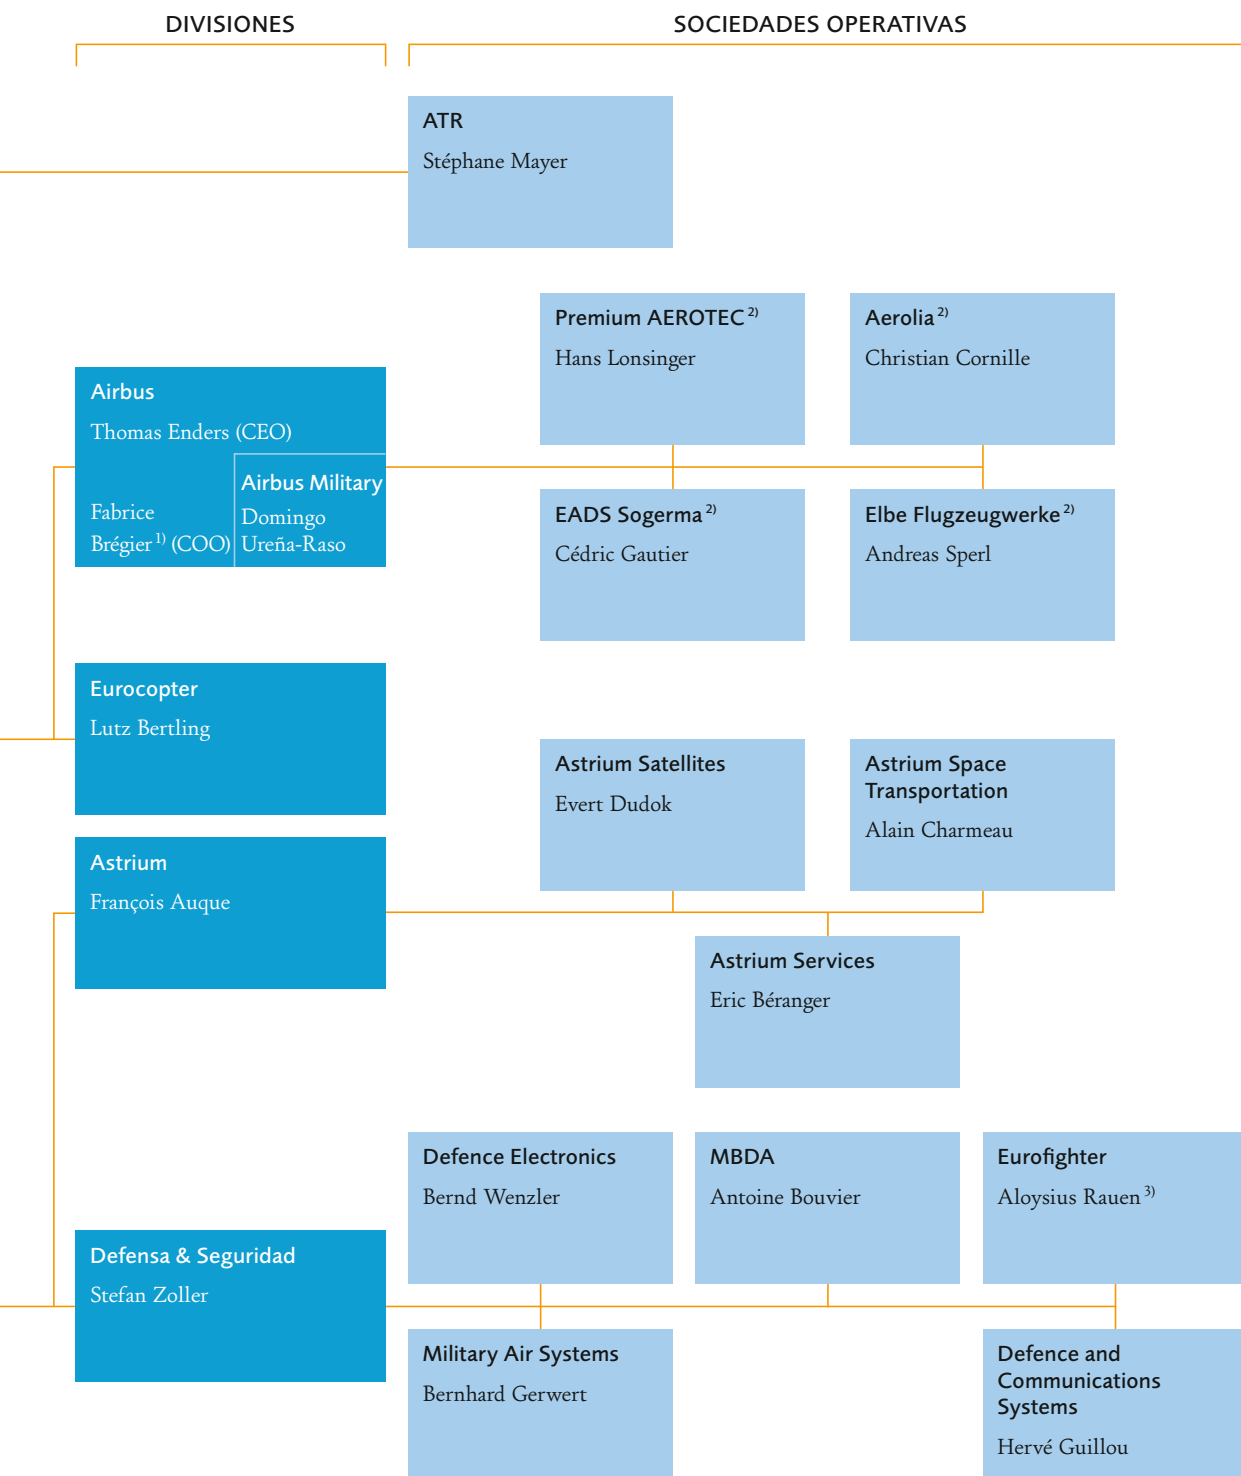 DIVISIONES
SOCIEDADES OPERATIVAS
ATR
Stéphane Mayer
Premium AEROTEC 2)
Hans Lonsinger
Aerolia 2)
Christian Cornille
Airbus
Thomas Enders (CEO)
Fabrice
Brégier 1) (COO)
Airbus Military
Domingo
Ureña-Raso
EADS Sogerma 2)
Cédric Gautier
Elbe Flugzeugwerke 2)
Andreas Sperl
Eurocopter
Lutz Bertling
Astrium Satellites
Evert Dudok
Astrium Space
Transportation
Alain Charmeau
Astrium
François Auque
Astrium Services
Eric Béranger
Defence Electronics
Bernd Wenzler
MBDA
Antoine Bouvier
Eurofighter
Aloysius Rauen 3)
Defensa & Seguridad
Stefan Zoller
Military Air Systems
Bernhard Gerwert
Defence and
Communications
Systems
Hervé Guillou